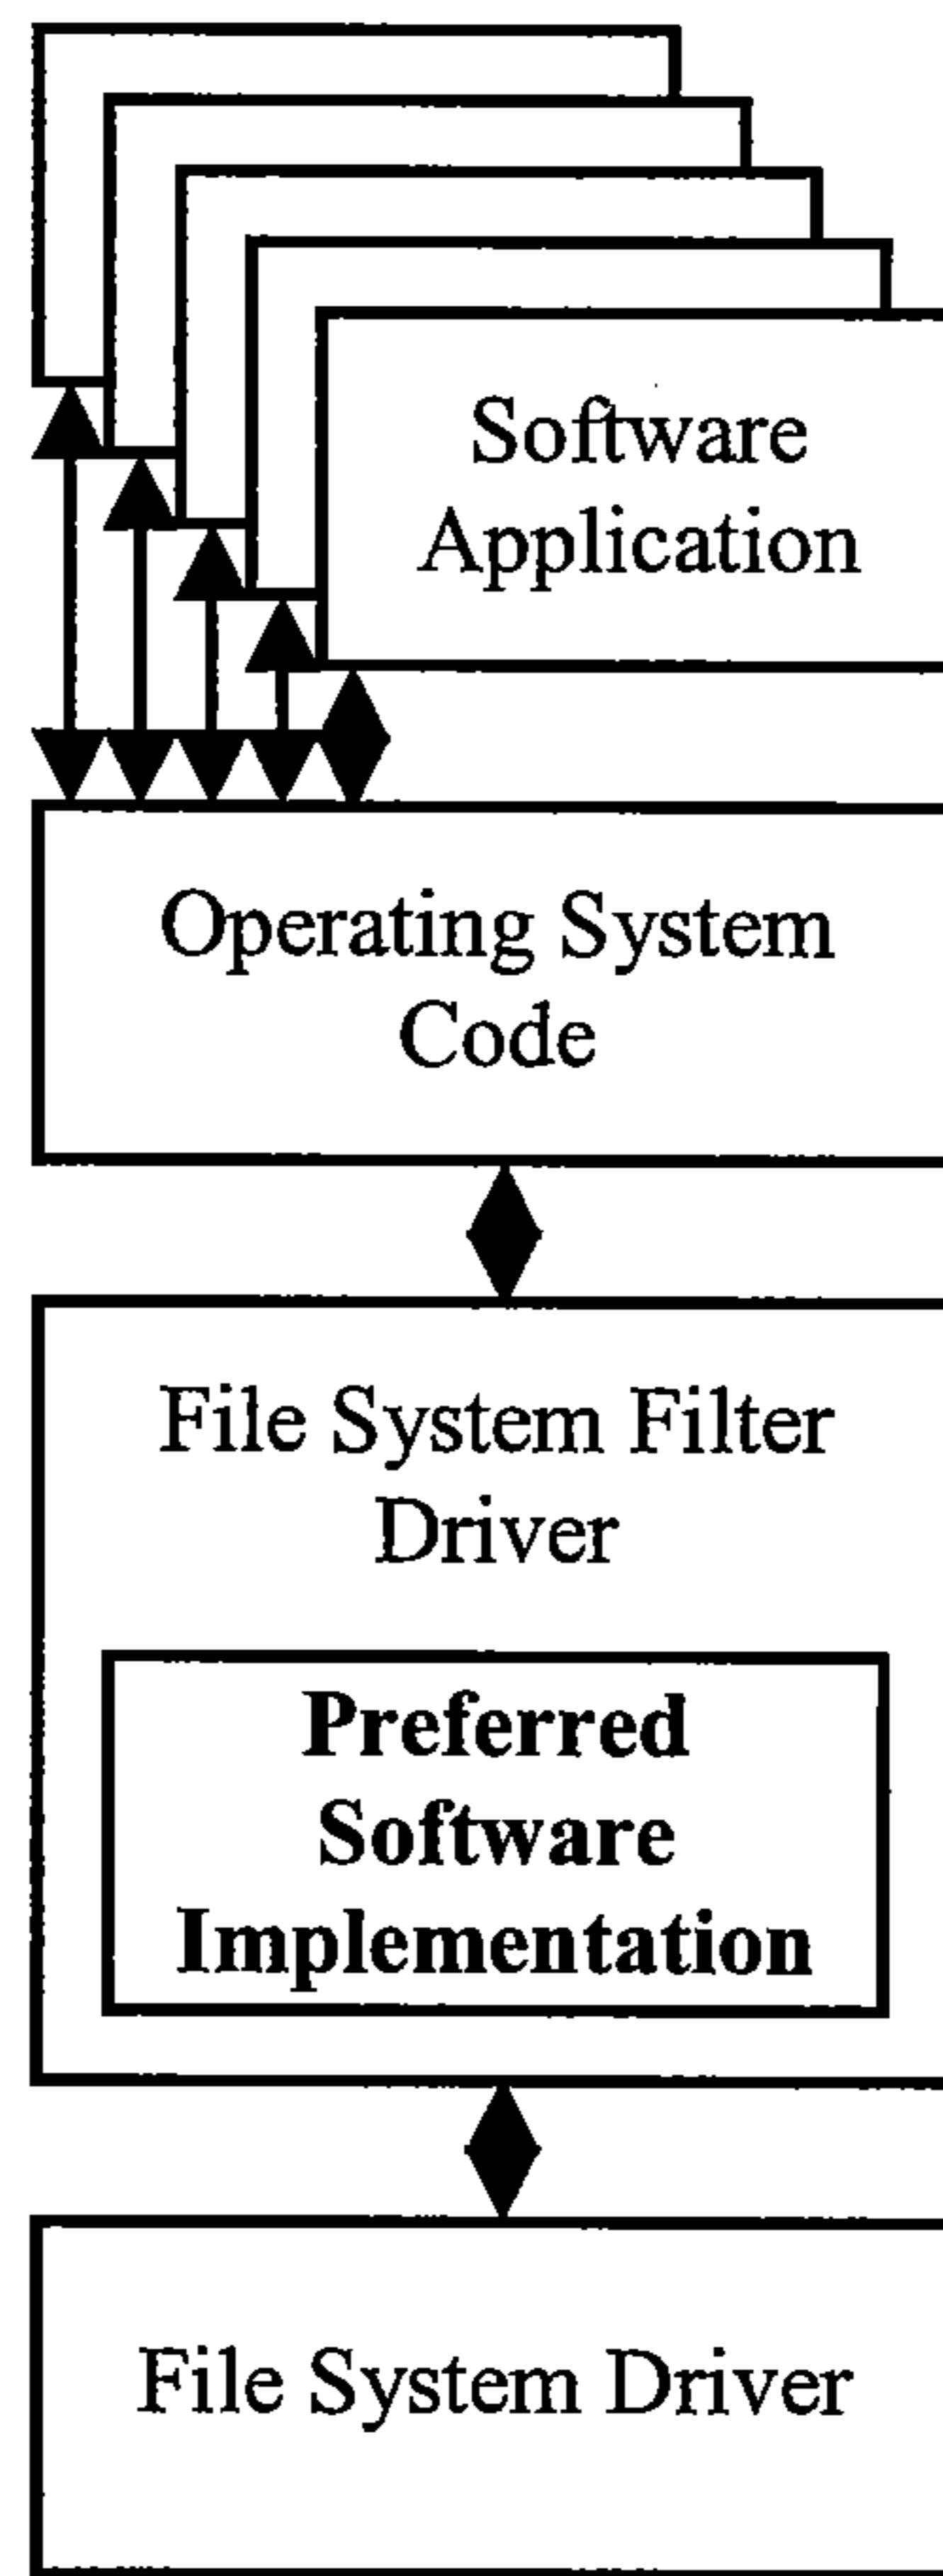 Software
Application
Operating System
Code
File System Filter
Driver
Preferred
Software
Implementation
File System Driver